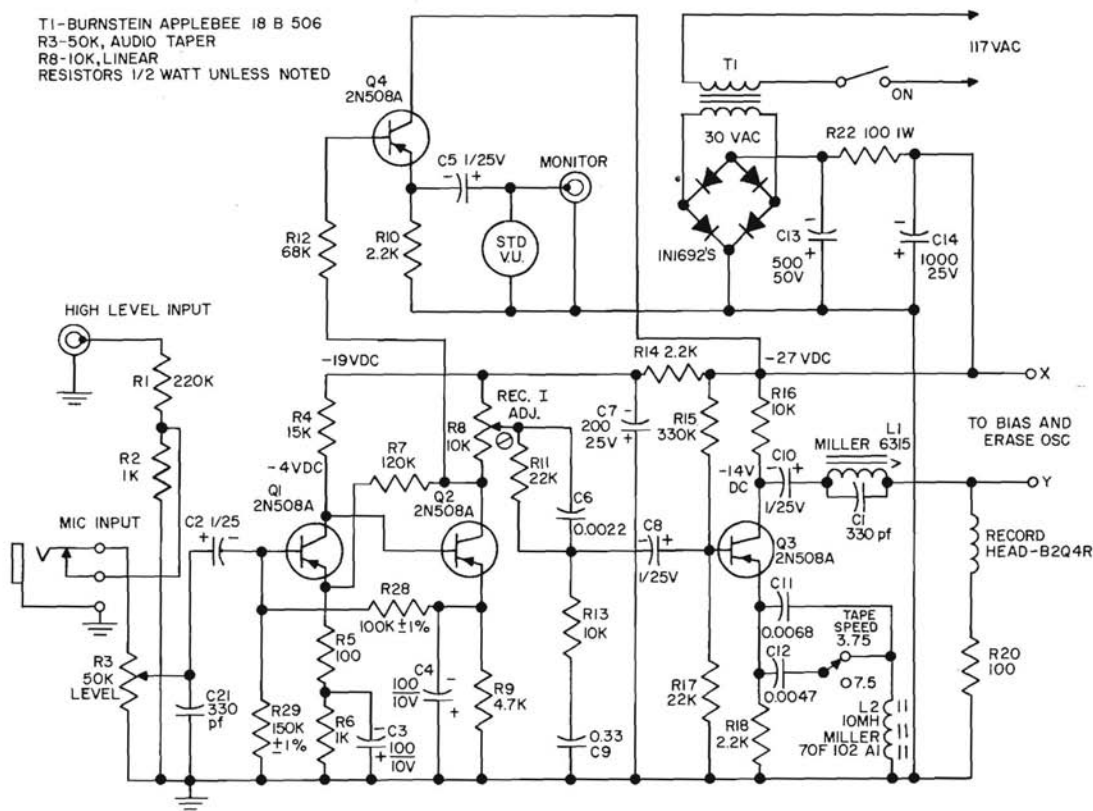 T1-BURNSTEIN APPLEBEE 18 B 506
R3-50K, AUDIO TAPER
R8-10K, LINEAR
RESISTORS 1/2 WATT UNLESS NOTED
Q4
2N508A
T1
117 VAC
ON
30 VAC
R22 100 1W
C5 1/25V
- +
MONITOR
R12
68K
R10
2.2K
STD
V.U.
1N1692'S
-
C13
+
500
50V
-
C14
+
1000
25V
HIGH LEVEL INPUT
R1
220K
-19VDC
R14 2.2K
-27 VDC
X
R4
15K
REC. I
ADJ.
R8
10K
C7
-
200
25V
+
R15
330K
R16
10K
TO BIAS AND
ERASE OSC
L1
MILLER 6315
R2
1K
-4VDC
R7
120K
R11
22K
-14V
DC
C10
- +
1/25V
Y
C1
330 pf
Q1
2N508A
Q2
2N508A
C6
0.0022
MIC INPUT
C2 1/25
+ -
C8
- +
1/25V
Q3
2N508A
RECORD
HEAD-B2Q4R
R28
100K ±1%
C11
0.0068
R13
10K
TAPE
SPEED
3.75
R5
100
C4
100
10V
-
+
R9
4.7K
C12
0.0047
R20
100
R3
50K
LEVEL
C21
330
pf
R29
150K
±1%
R6
1K
-
C3
+
100
10V
0.33
C9
R17
22K
R18
2.2K
7.5
L2
10MH
MILLER
70F 102 A1